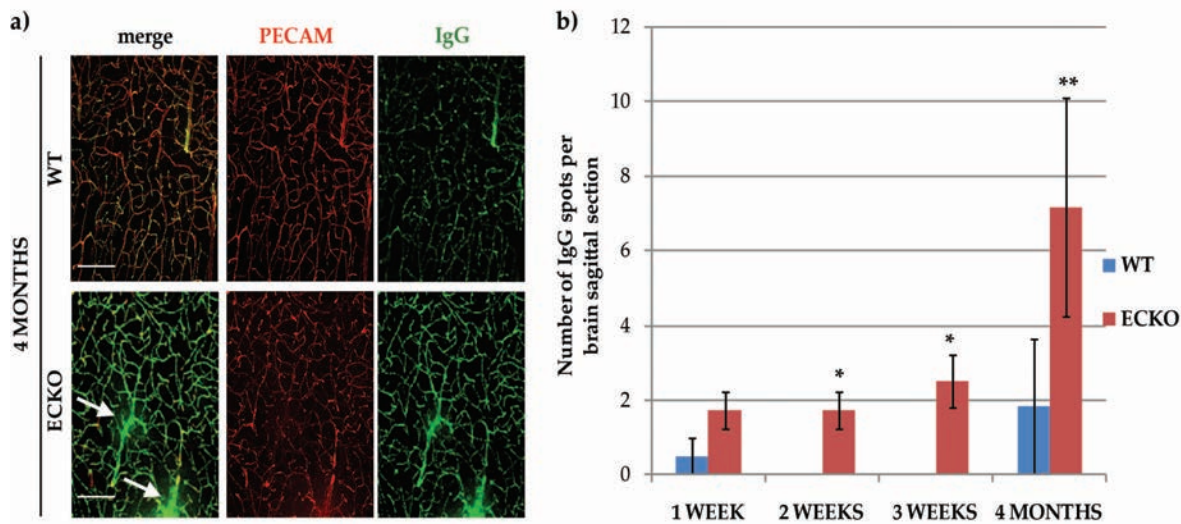 a)
merge
PECAM
IgG
4 MONTHS
WT
ECKO
b)
Number of IgG spots per
brain sagittal section
12
10
8
6
4
2
0
*
*
**
1 WEEK
2 WEEKS
3 WEEKS
4 MONTHS
WT
ECKO